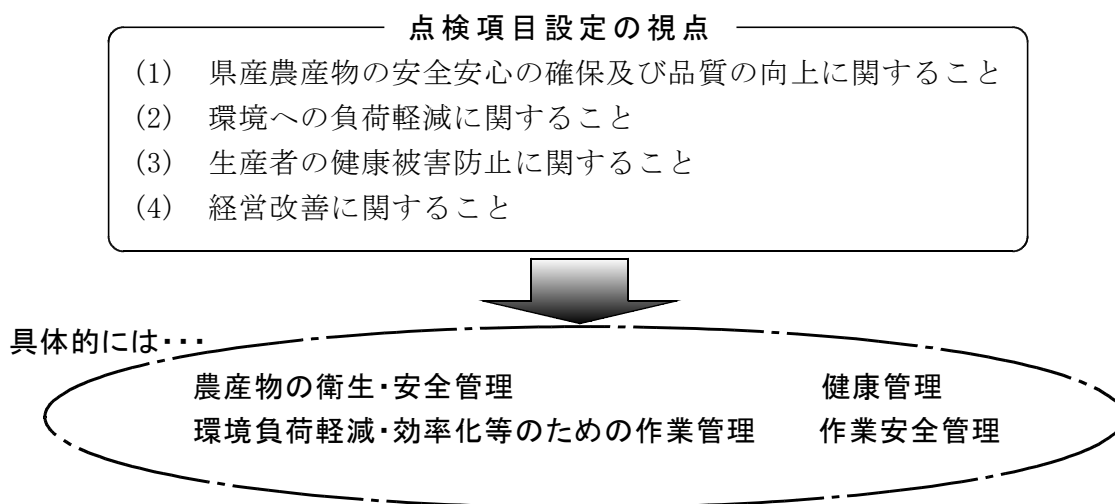 点検項目設定の視点
(1) 県産農産物の安全安心の確保及び品質の向上に関すること
(2) 環境への負荷軽減に関すること
(3) 生産者の健康被害防止に関すること
(4) 経営改善に関すること
具体的には・・・
農産物の衛生・安全管理 健康管理
環境負荷軽減・効率化等のための作業管理 作業安全管理